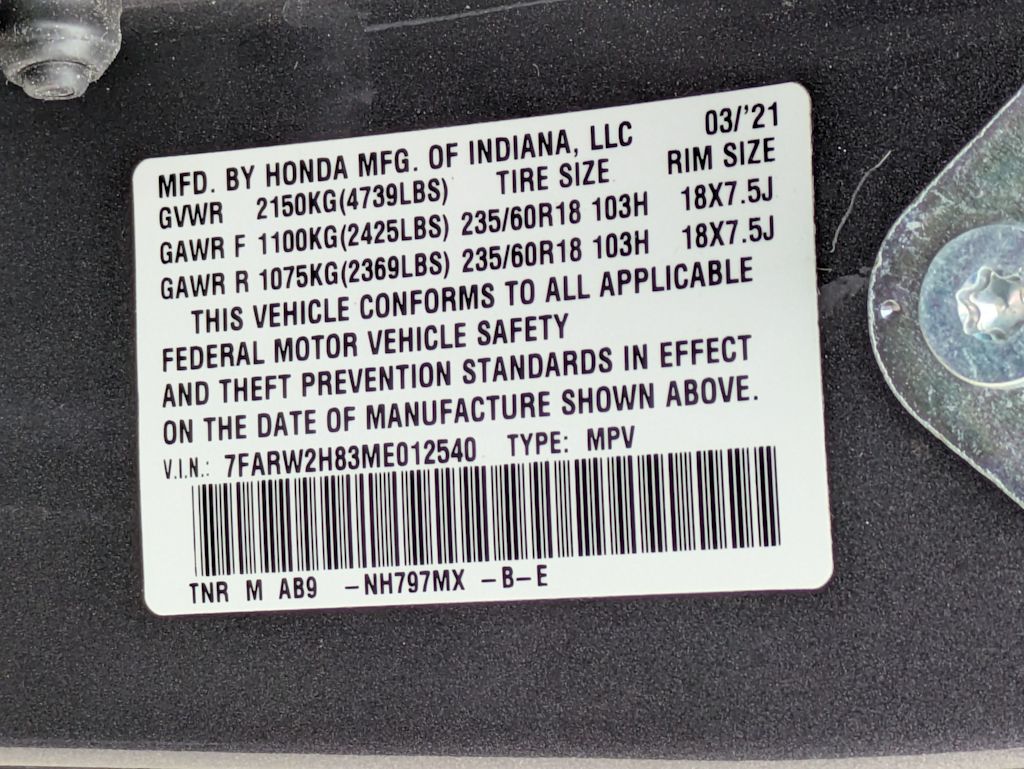 MFD. BY HONDA MFG. OF INDIANA, LLC 03/'21
GVWR 2150KG(4739LBS) TIRE SIZE RIM SIZE
GAWR F 1100KG(2425LBS) 235/60R18 103H 18X7.5J
GAWR R 1075KG(2369LBS) 235/60R18 103H 18X7.5J
THIS VEHICLE CONFORMS TO ALL APPLICABLE
FEDERAL MOTOR VEHICLE SAFETY
AND THEFT PREVENTION STANDARDS IN EFFECT
ON THE DATE OF MANUFACTURE SHOWN ABOVE.
V.I.N.: 7FARW2H83ME012540 TYPE: MPV
TNR M AB9 -NH797MX -B-E